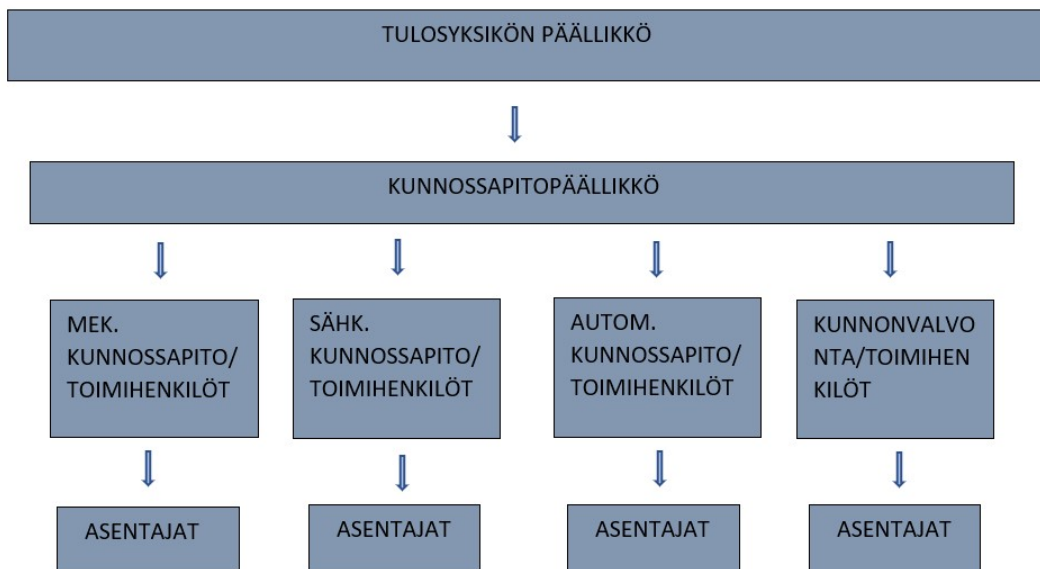 TULOSYKSIKÖN PÄÄLLIKKÖ
KUNNOSSAPITOPÄÄLLIKKÖ
MEK.
KUNNOSSAPITO/
TOIMIHENKILÖT
SÄHK.
KUNNOSSAPITO/
TOIMIHENKILÖT
AUTOM.
KUNNOSSAPITO/
TOIMIHENKILÖT
KUNNONVALVO
NTA/TOIMIHEN
KILÖT
ASENTAJAT
ASENTAJAT
ASENTAJAT
ASENTAJAT